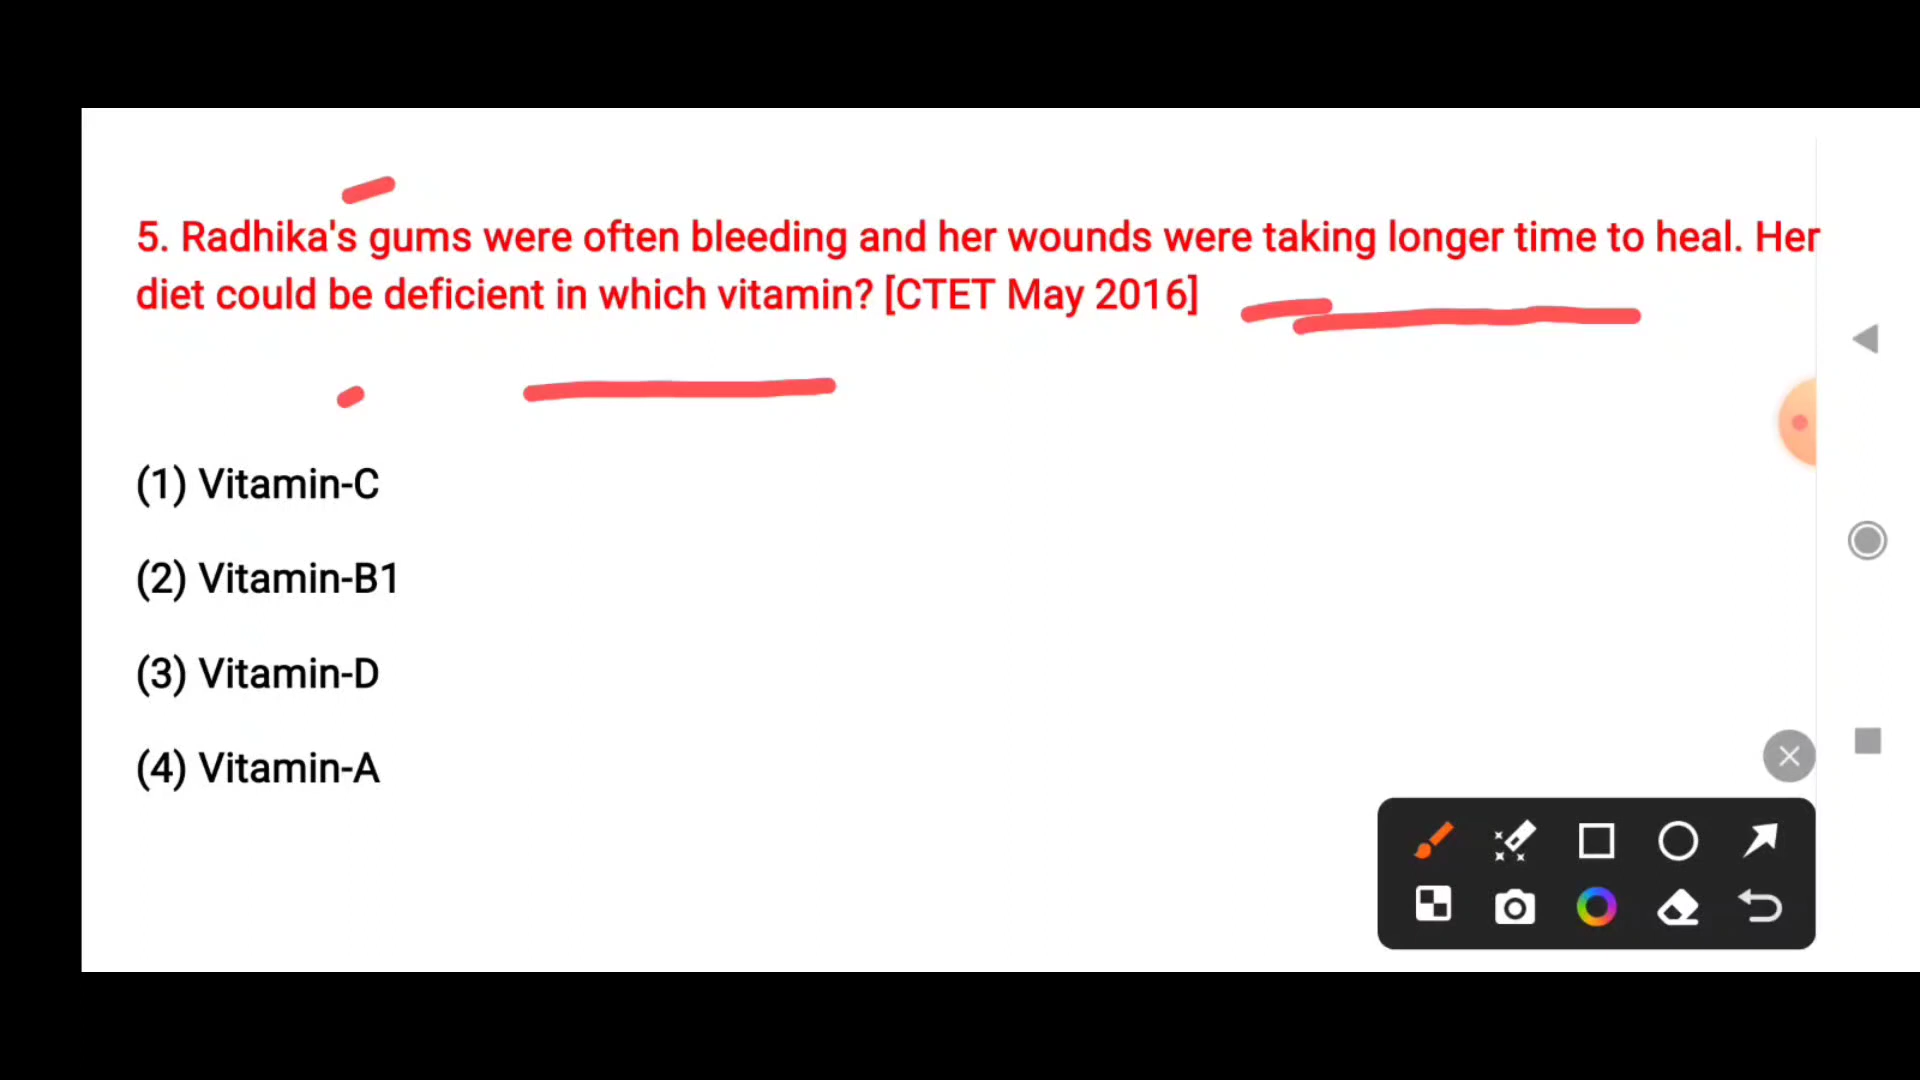 5. Radhika's gums were often bleeding and her wounds were taking longer time to heal. Her
diet could be deficient in which vitamin? [CTET May 2016]
(1) Vitamin-C
(2) Vitamin-B1
(3) Vitamin-D
(4) Vitamin-A